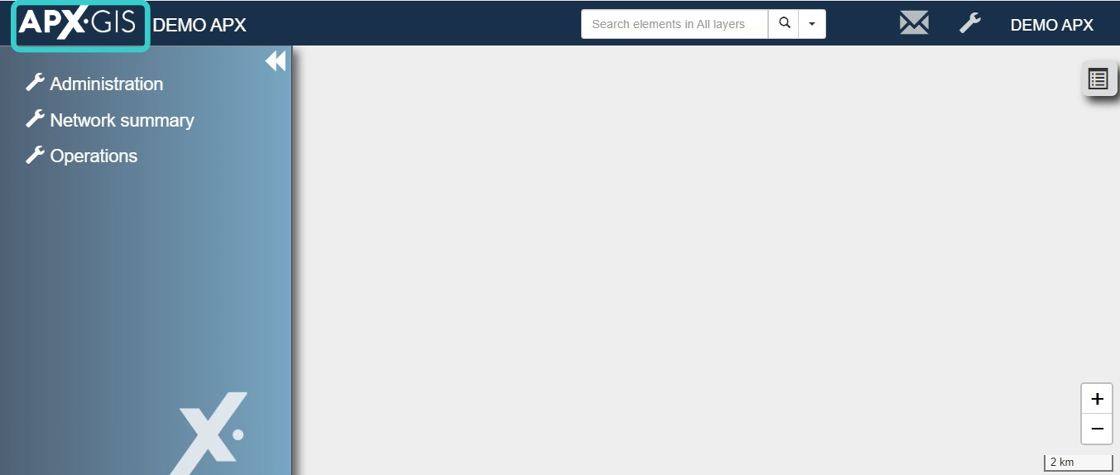 APX·GIS DEMO APX
Search elements in All layers
DEMO APX
Administration
Network summary
Operations
X·
+
−
2 km